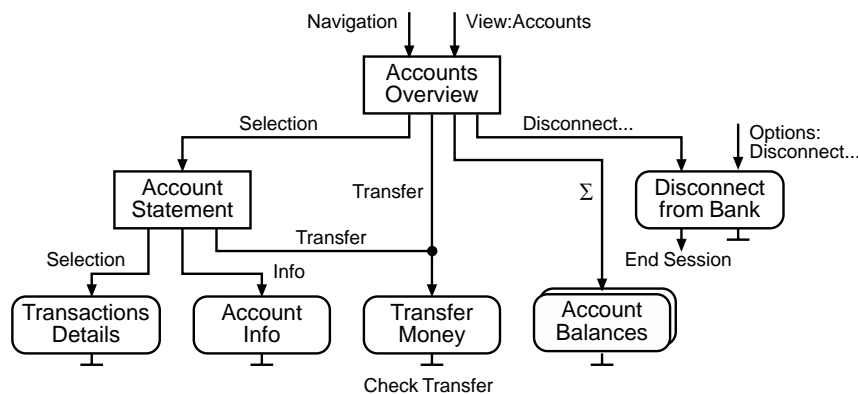 Navigation
View:Accounts
Accounts
Overview
Selection
Disconnect...
Options:
Disconnect...
Account
Statement
Transfer
Σ
Disconnect
from Bank
Transfer
Selection
Info
End Session
Transactions
Details
Account
Info
Transfer
Money
Account
Balances
Check Transfer